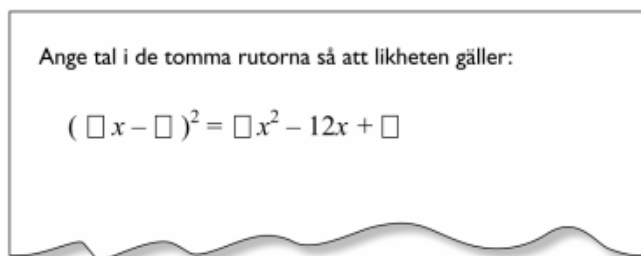 Ange tal i de tomma rutorna så att likheten gäller:
( □ x – □ )² = □ x² – 12x + □